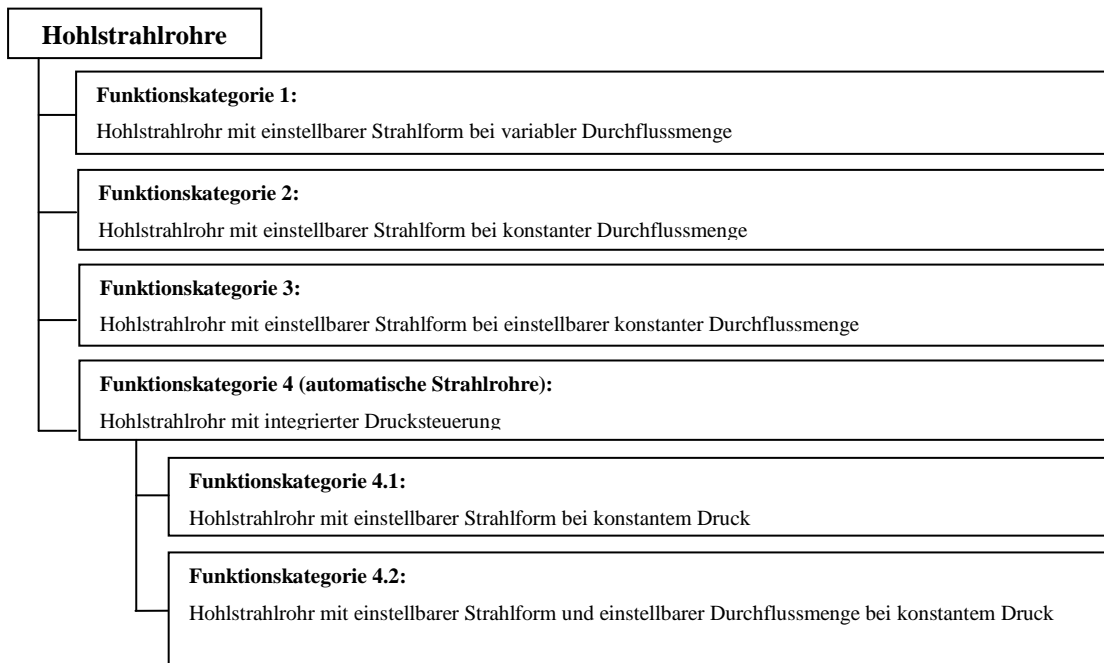 Hohlstrahlrohre
Funktionskategorie 1:
Hohlstrahlrohr mit einstellbarer Strahlform bei variabler Durchflussmenge
Funktionskategorie 2:
Hohlstrahlrohr mit einstellbarer Strahlform bei konstanter Durchflussmenge
Funktionskategorie 3:
Hohlstrahlrohr mit einstellbarer Strahlform bei einstellbarer konstanter Durchflussmenge
Funktionskategorie 4 (automatische Strahlrohre):
Hohlstrahlrohr mit integrierter Drucksteuerung
Funktionskategorie 4.1:
Hohlstrahlrohr mit einstellbarer Strahlform bei konstantem Druck
Funktionskategorie 4.2:
Hohlstrahlrohr mit einstellbarer Strahlform und einstellbarer Durchflussmenge bei konstantem Druck